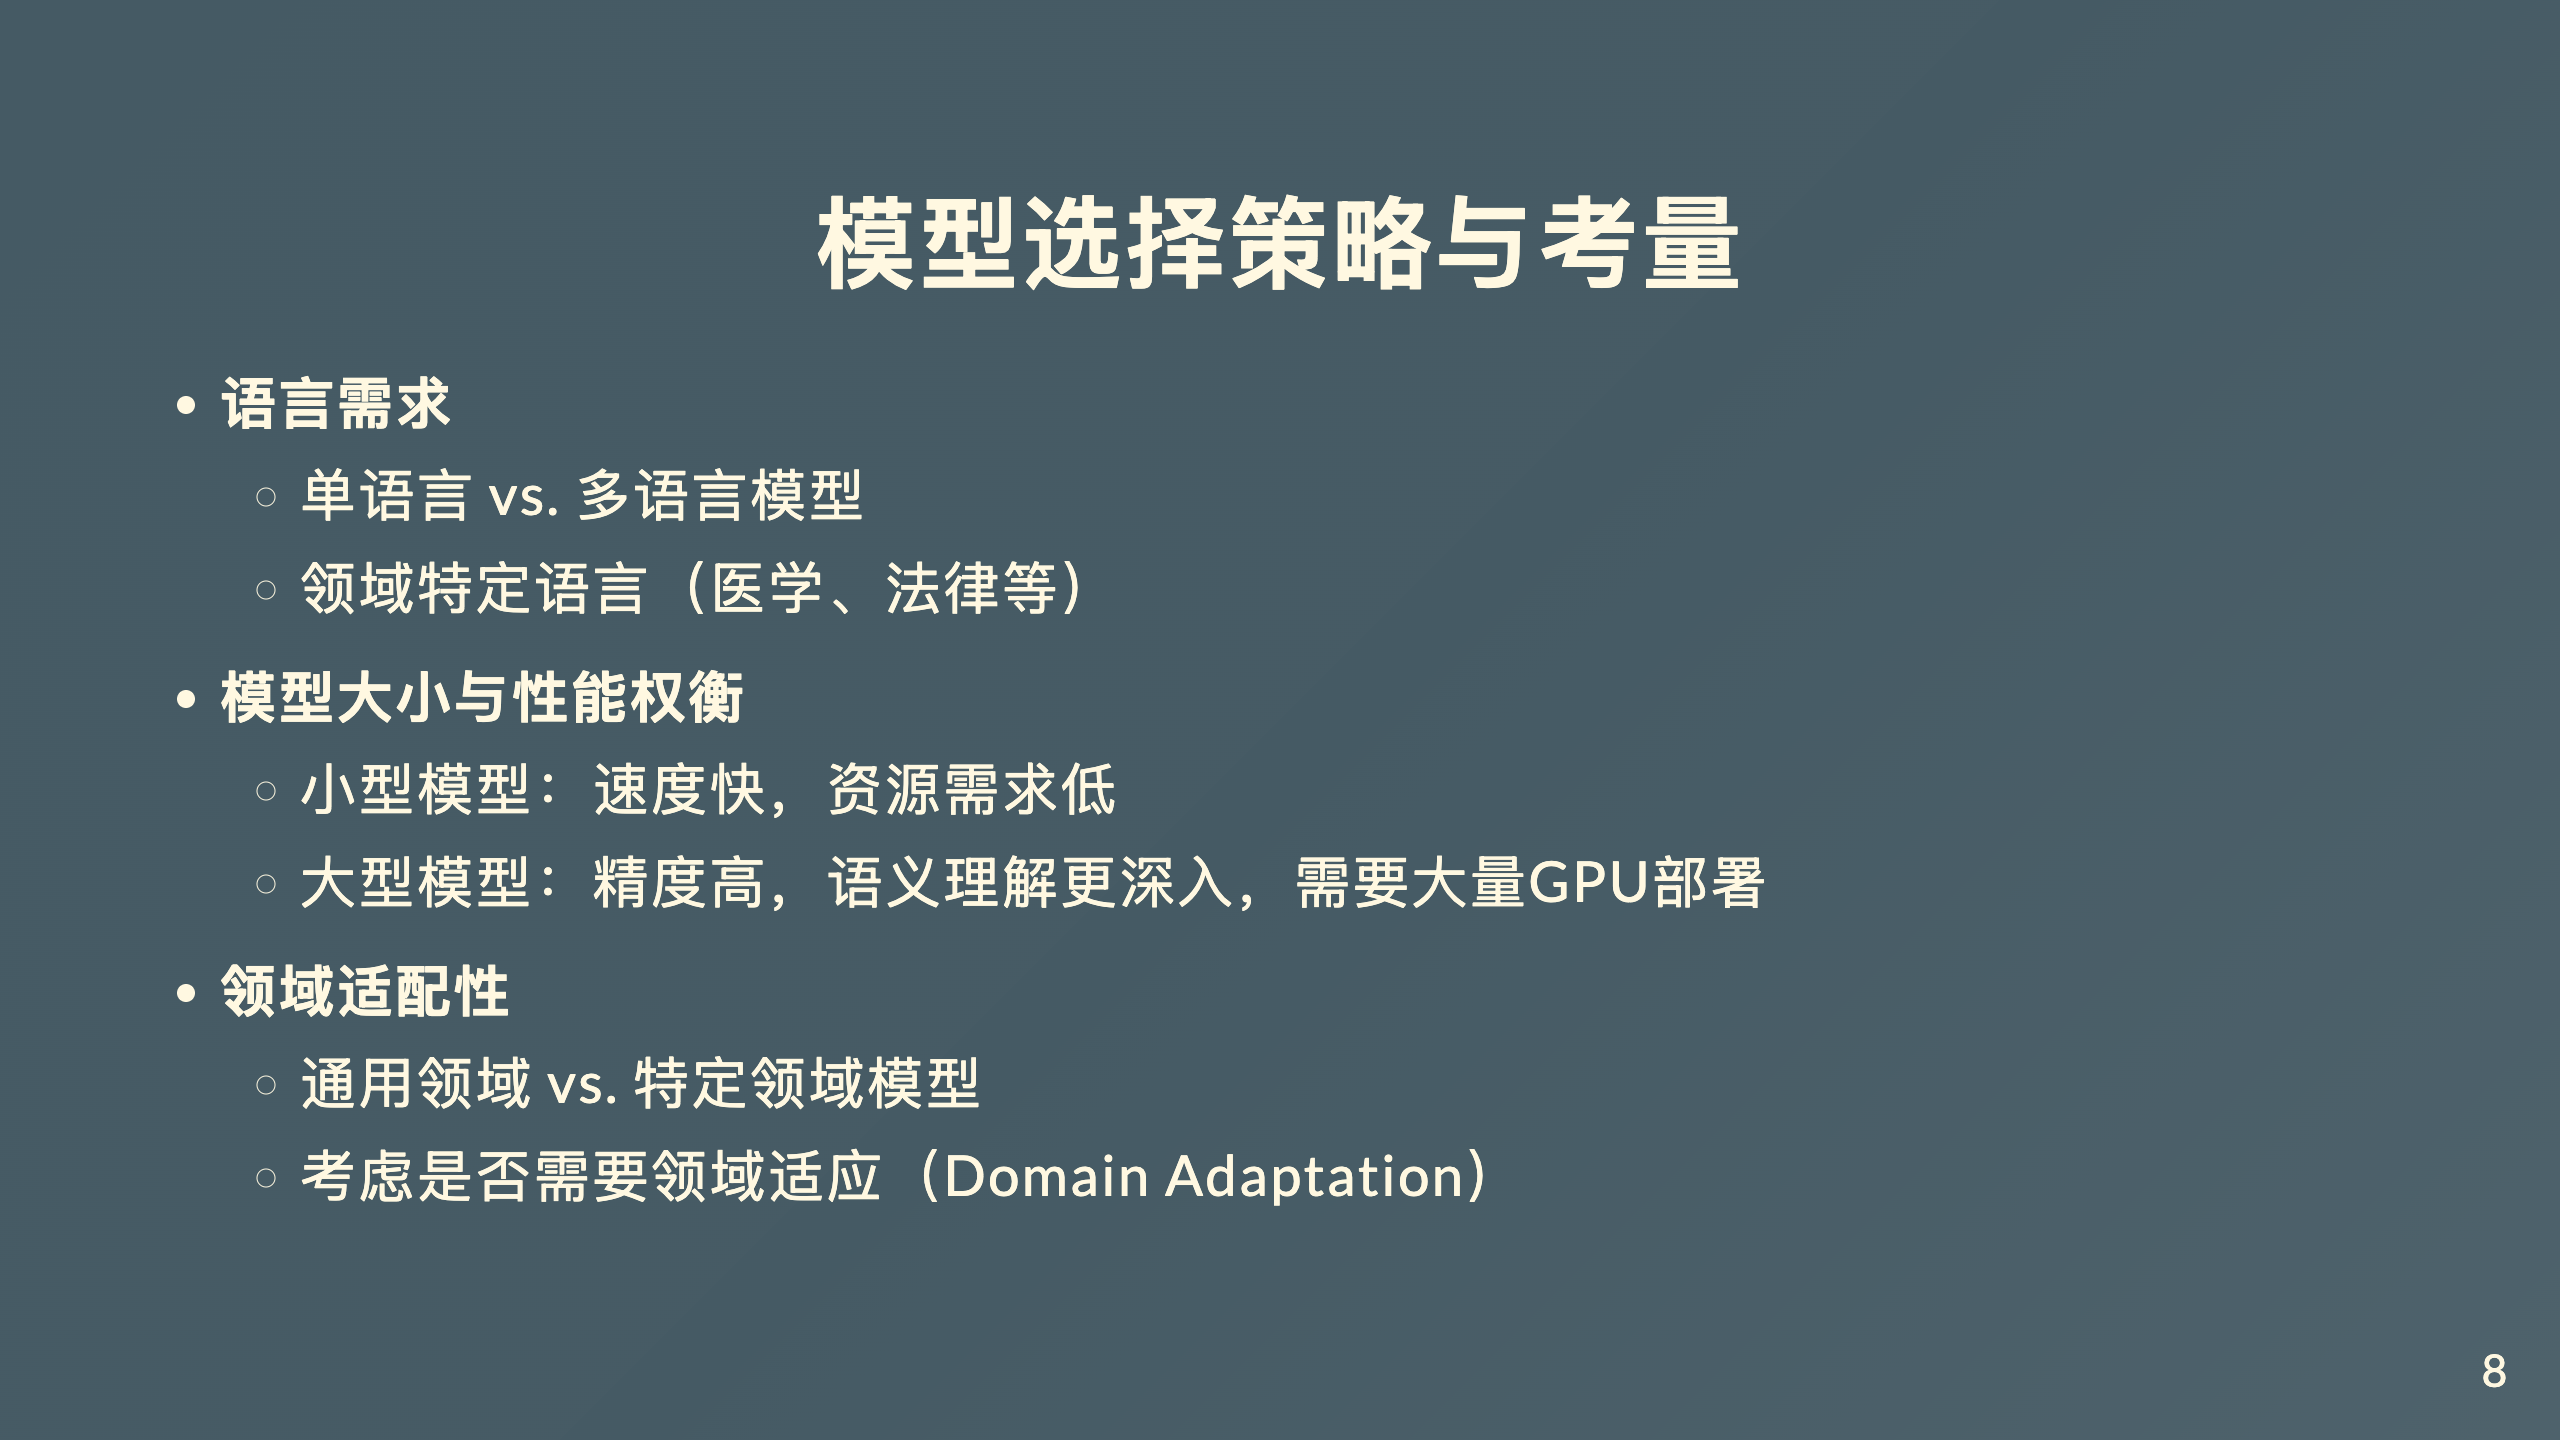 模型选择策略与考量
• 语言需求
○ 单语言 vs. 多语言模型
○ 领域特定语言（医学、法律等）
• 模型大小与性能权衡
○ 小型模型：速度快，资源需求低
○ 大型模型：精度高，语义理解更深入，需要大量GPU部署
• 领域适配性
○ 通用领域 vs. 特定领域模型
○ 考虑是否需要领域适应（Domain Adaptation）
8